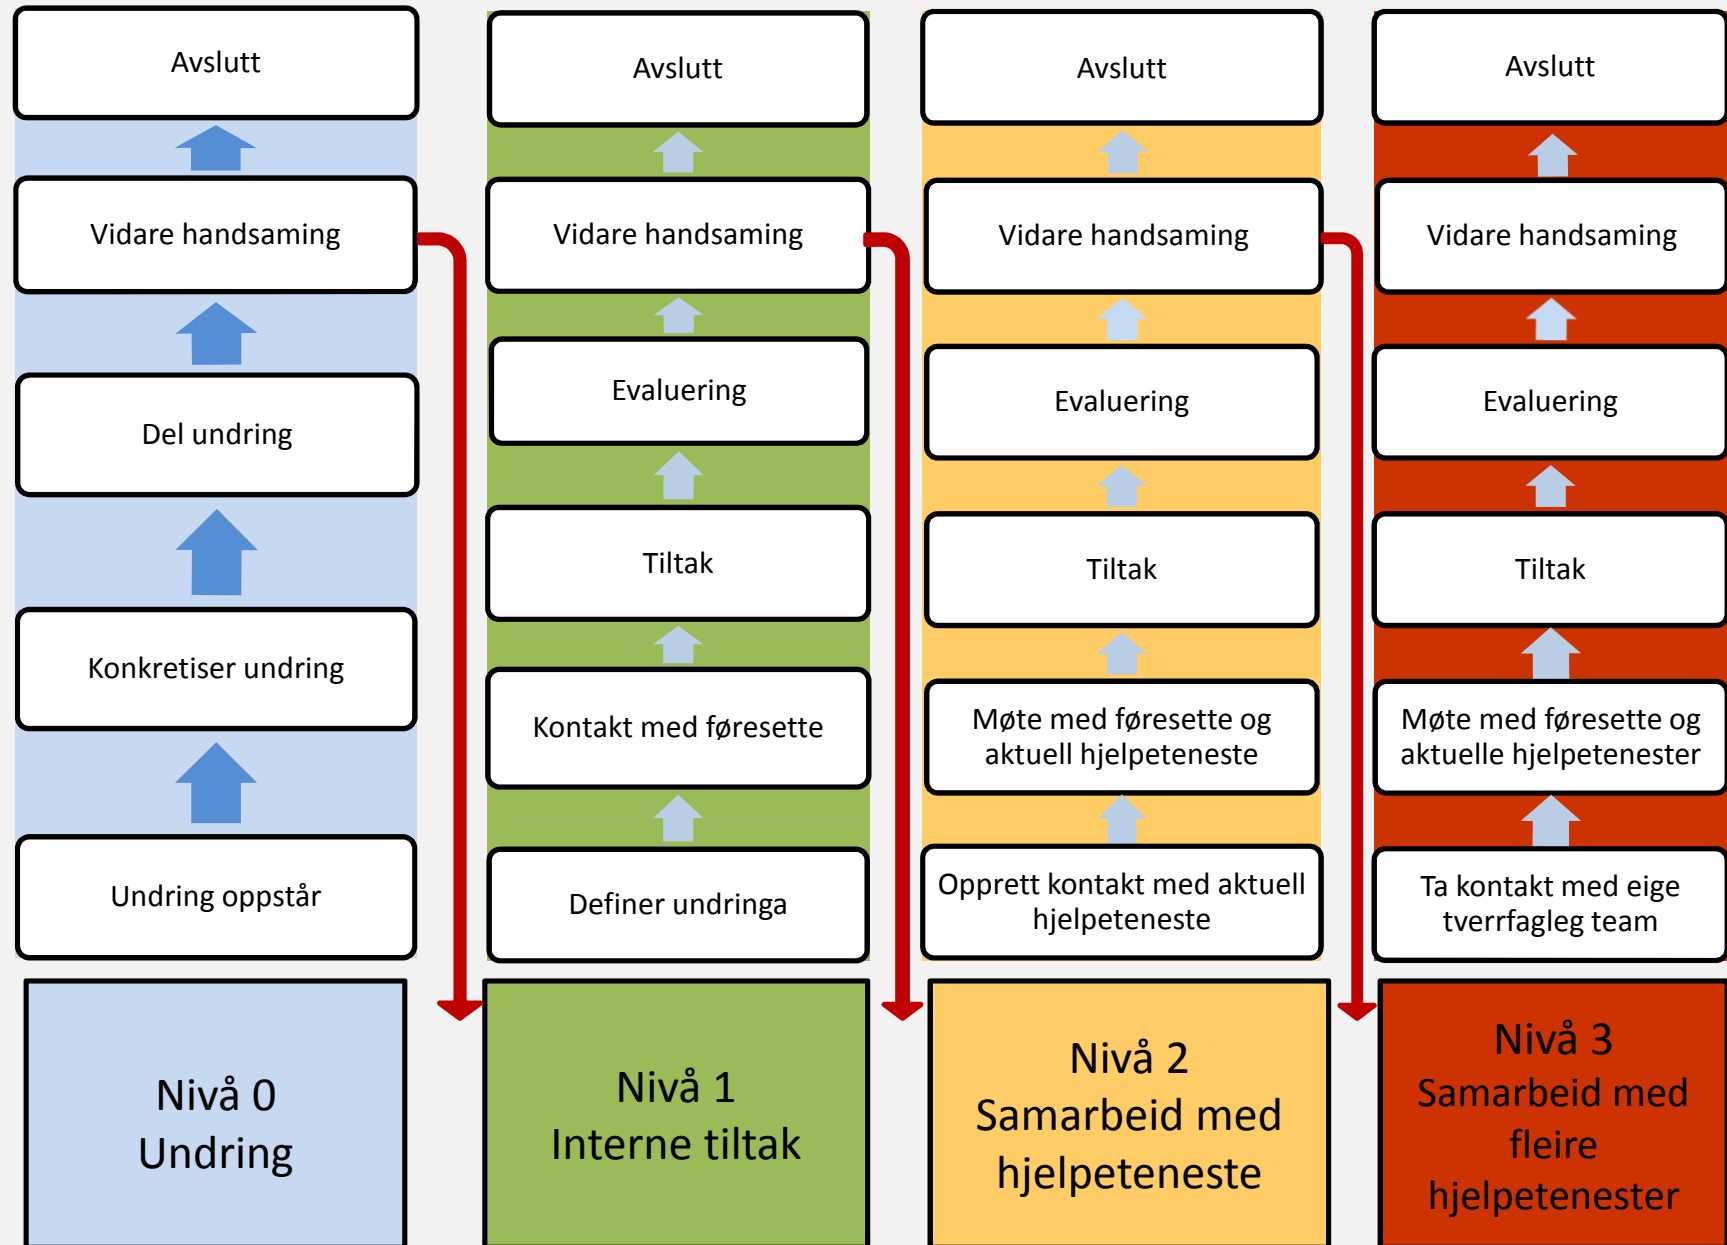 Avslutt
Vidare handsaming
Del undring
Konkretiser undring
Undring oppstår
Nivå 0
Undring
Avslutt
Vidare handsaming
Evaluering
Tiltak
Kontakt med føresette
Definer undringa
Nivå 1
Interne tiltak
Avslutt
Vidare handsaming
Evaluering
Tiltak
Møte med føresette og
aktuell hjelpeteneste
Opprett kontakt med aktuell
hjelpeteneste
Nivå 2
Samarbeid med
hjelpeteneste
Avslutt
Vidare handsaming
Evaluering
Tiltak
Møte med føresette og
aktuelle hjelpetenester
Ta kontakt med eige
tverrfagleg team
Nivå 3
Samarbeid med
fleire
hjelpetenester